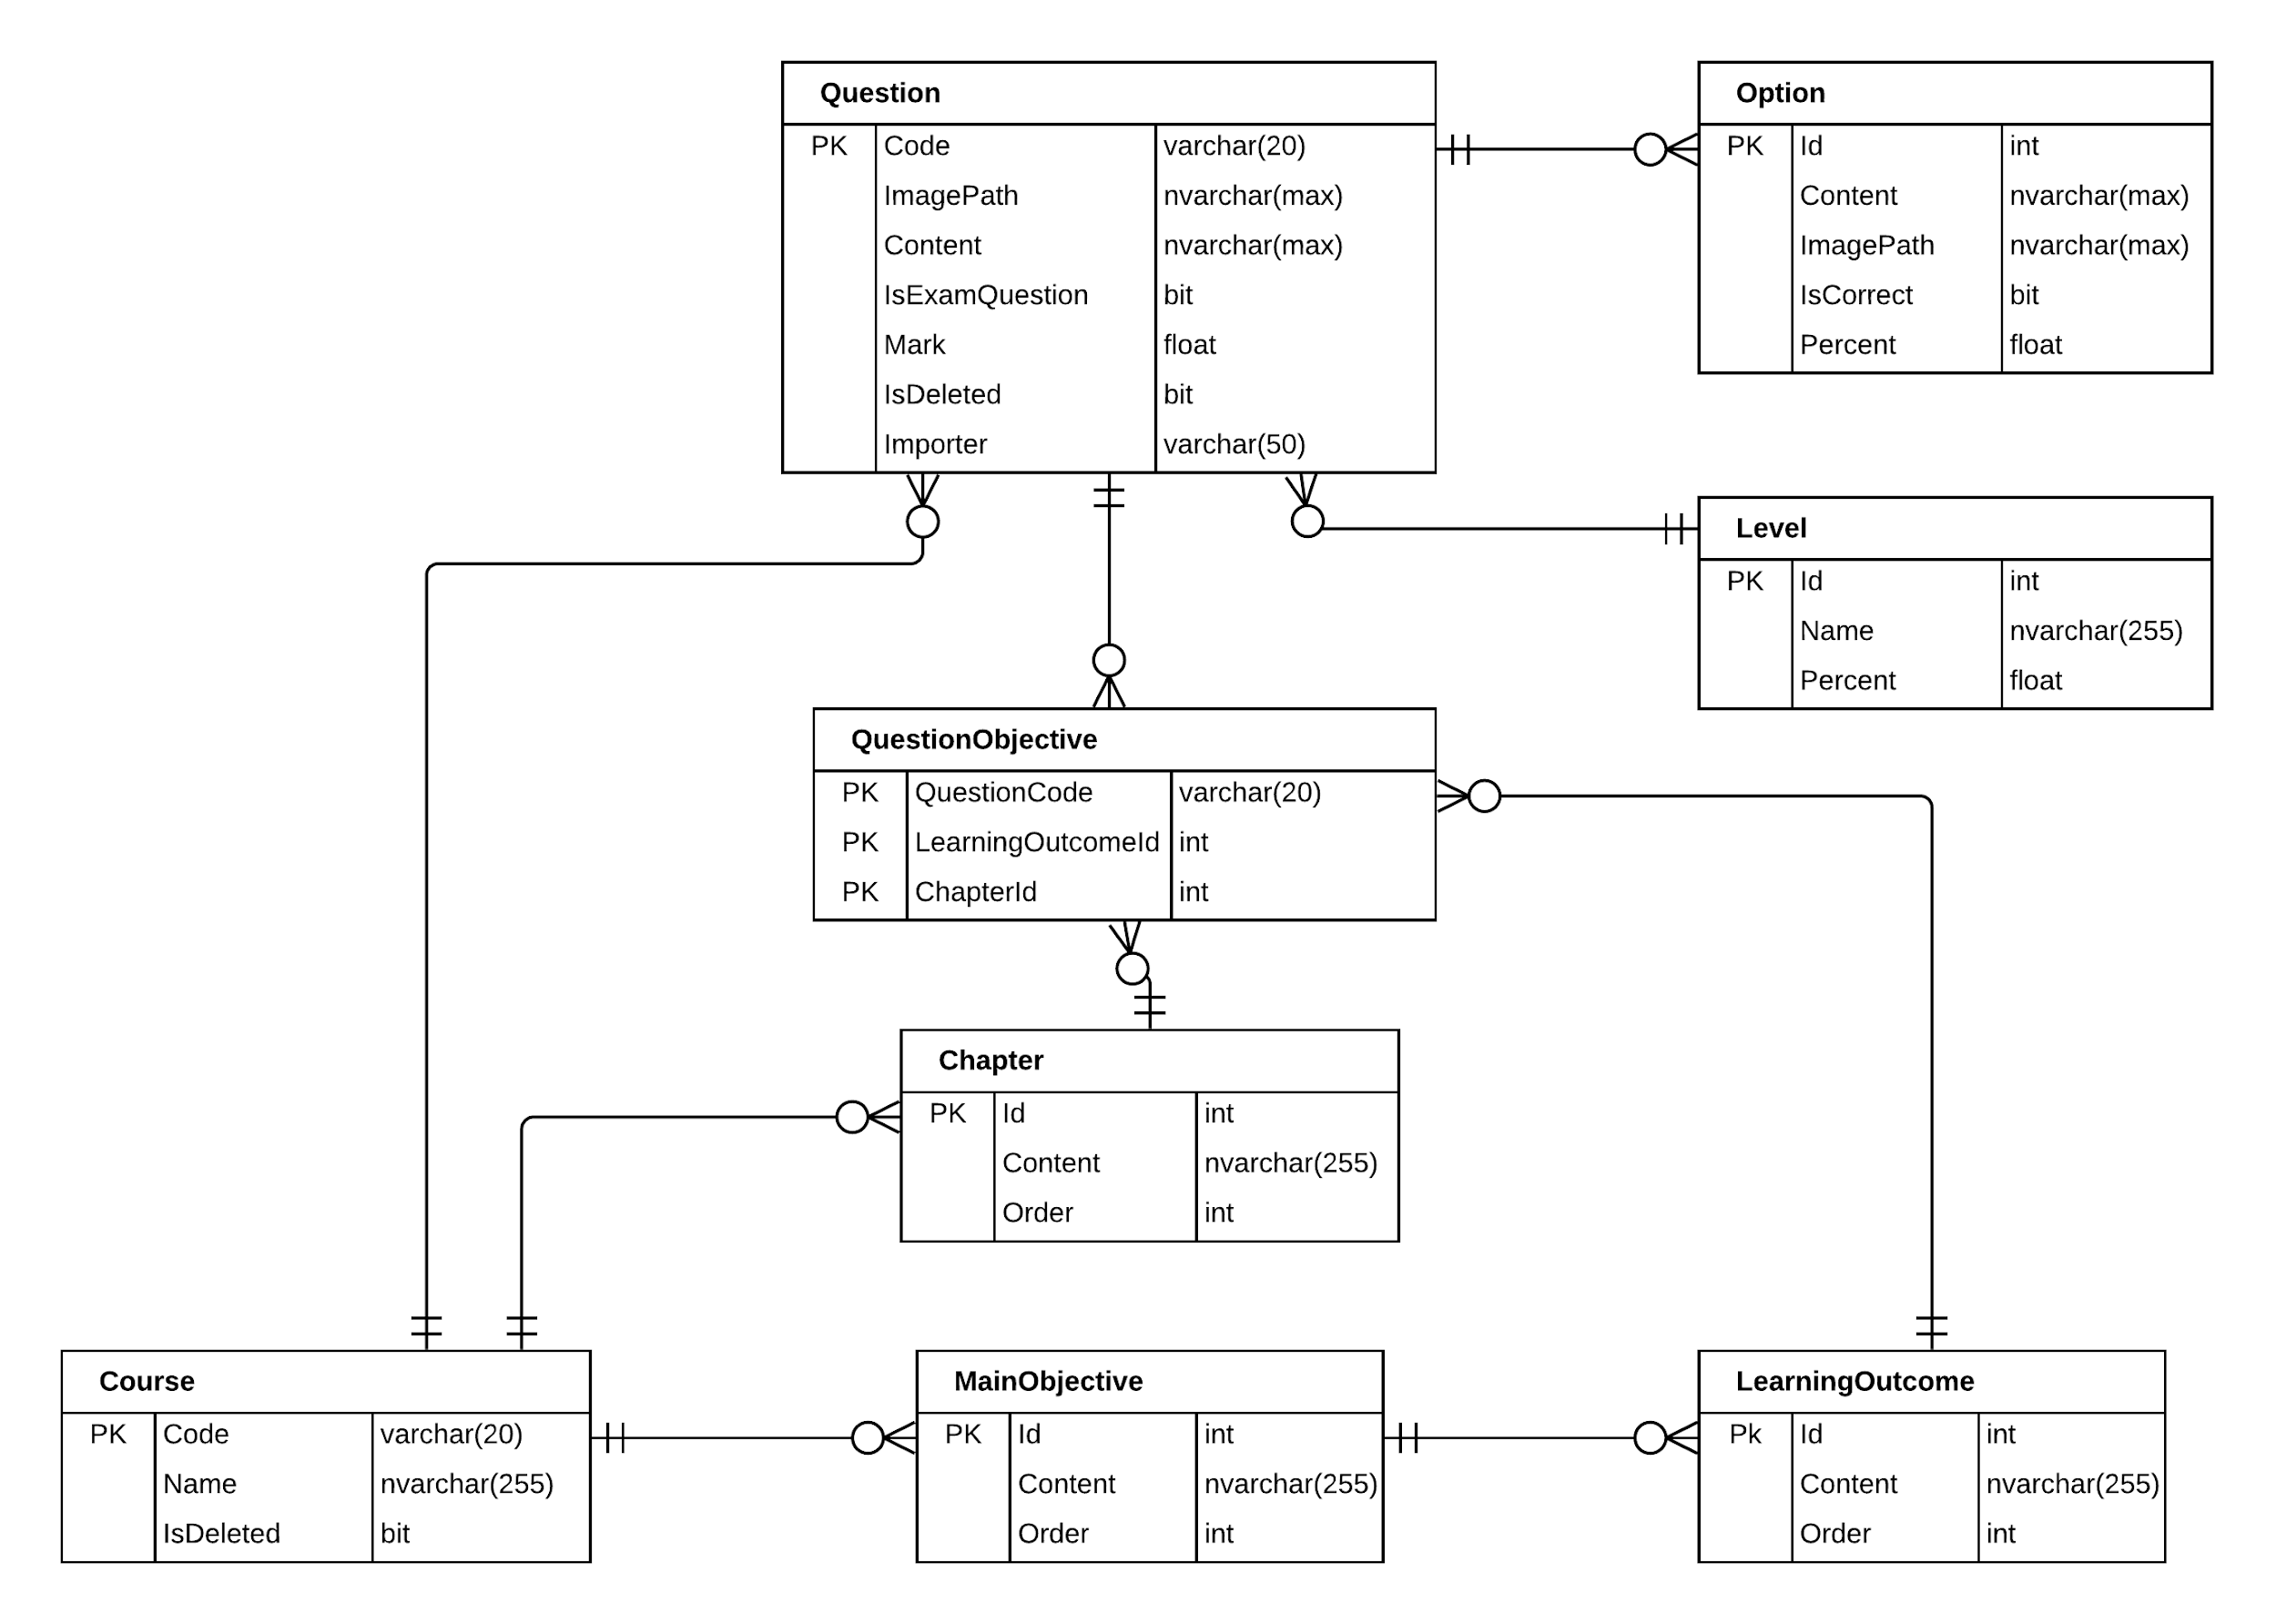 Question
PK Code varchar(20)
ImagePath nvarchar(max)
Content nvarchar(max)
IsExamQuestion bit
Mark float
IsDeleted bit
Importer varchar(50)
Option
PK Id int
Content nvarchar(max)
ImagePath nvarchar(max)
IsCorrect bit
Percent float
Level
PK Id int
Name nvarchar(255)
Percent float
QuestionObjective
PK QuestionCode varchar(20)
PK LearningOutcomeId int
PK ChapterId int
Chapter
PK Id int
Content nvarchar(255)
Order int
Course
PK Code varchar(20)
Name nvarchar(255)
IsDeleted bit
MainObjective
PK Id int
Content nvarchar(255)
Order int
LearningOutcome
Pk Id int
Content nvarchar(255)
Order int